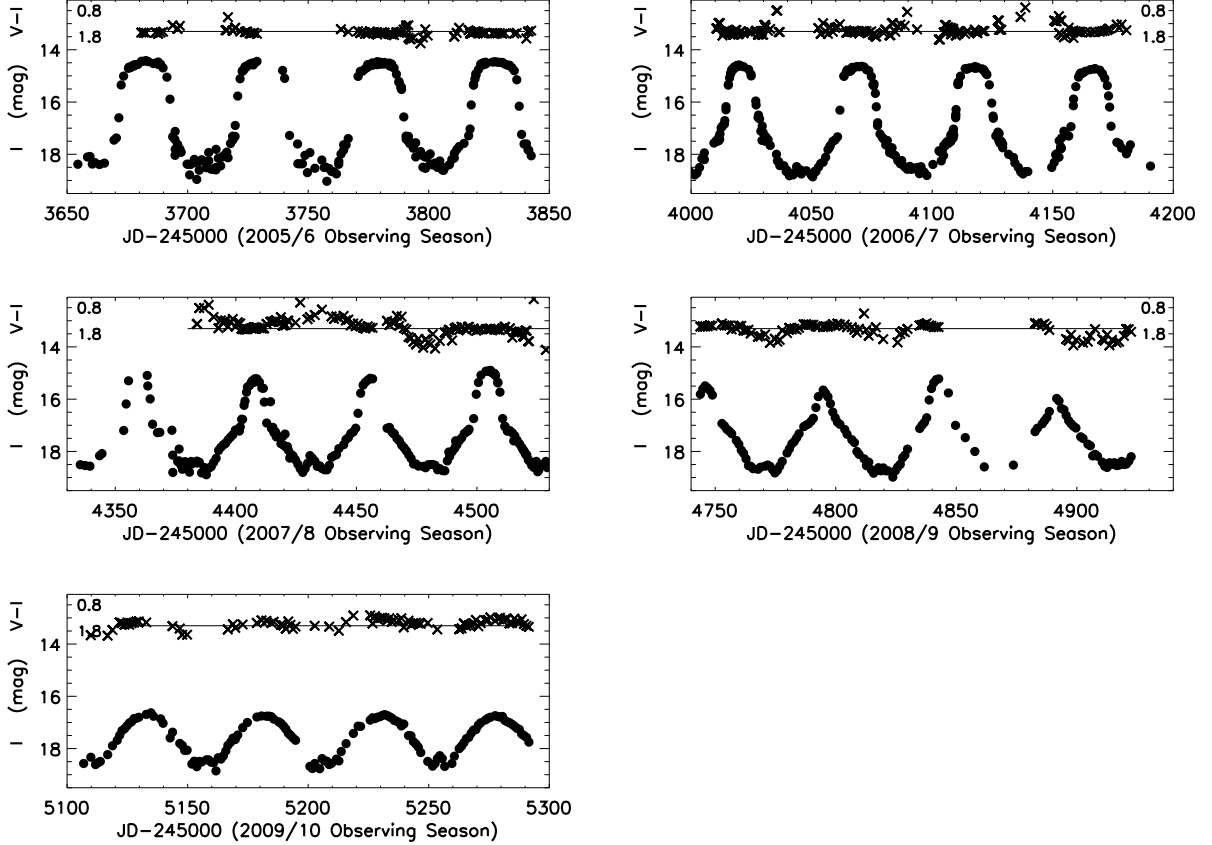 V-I
0.8
1.8
I (mag)
14
16
18
3650 3700 3750 3800 3850
JD-245000 (2005/6 Observing Season)
V-I
0.8
1.8
I (mag)
14
16
18
4000 4050 4100 4150 4200
JD-245000 (2006/7 Observing Season)
V-I
0.8
1.8
I (mag)
14
16
18
4350 4400 4450 4500
JD-245000 (2007/8 Observing Season)
V-I
0.8
1.8
I (mag)
14
16
18
4750 4800 4850 4900
JD-245000 (2008/9 Observing Season)
V-I
0.8
1.8
I (mag)
14
16
18
5100 5150 5200 5250 5300
JD-245000 (2009/10 Observing Season)